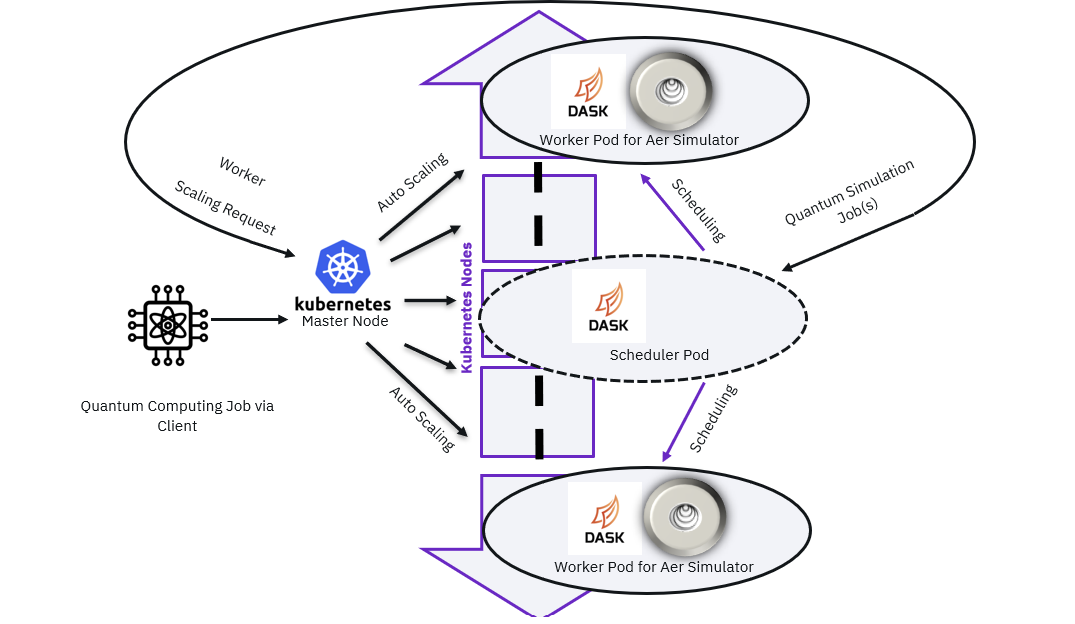 DASK
Worker Pod for Aer Simulator
Worker
Scaling Request
Auto Scaling
Scheduling
Quantum Simulation
Job(s)
kubernetes
Master Node
Kubernetes Nodes
DASK
Scheduler Pod
Quantum Computing Job via
Client
Auto Scaling
Scheduling
DASK
Worker Pod for Aer Simulator